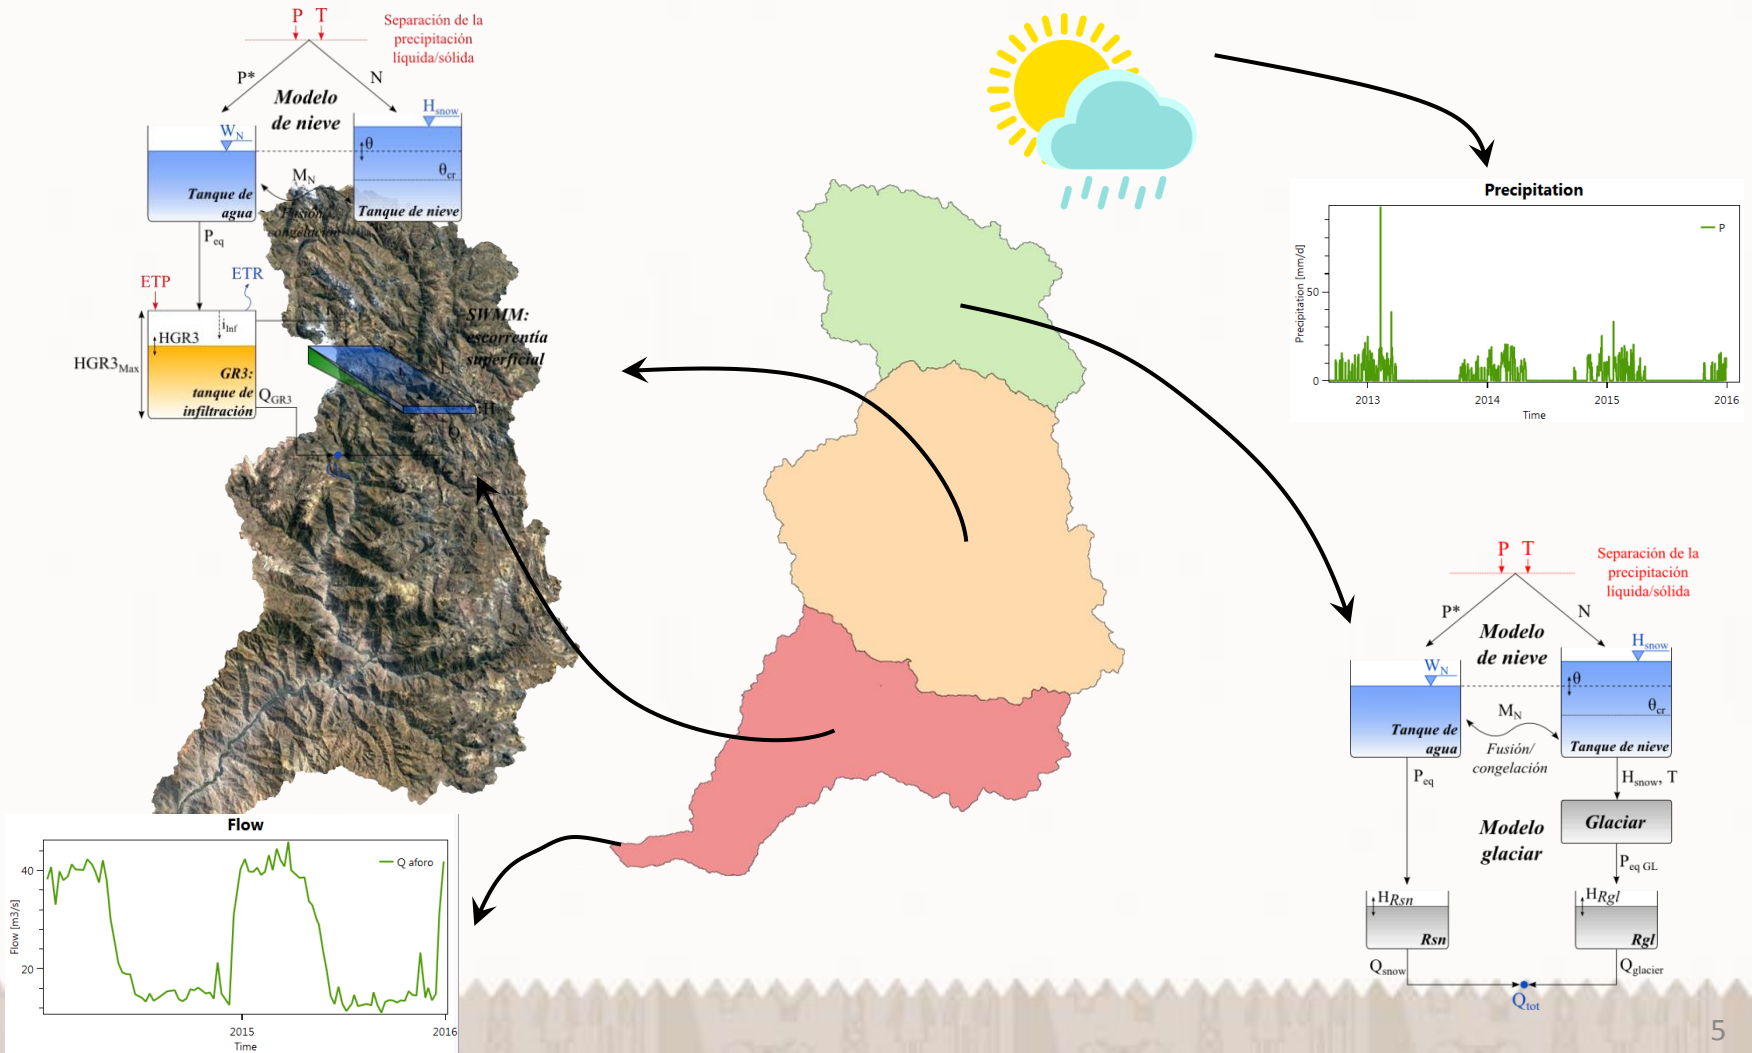 P T
Separación de la
precipitación
líquida/sólida
P*
N
Modelo
de nieve
H_snow
W_N
θ
θ_cr
M_N
Tanque de
agua
Tanque de nieve
Fusión/
congelación
P_eq
ETP
ETR
i_Inf
HGR3
HGR3_Max
GR3:
tanque de
infiltración
Q_GR3
SWMM:
escorrentía
superficial
H
Precipitation
P
Precipitation [mm/d]
50
0
2013
2014
2015
2016
Time
P T
Separación de la
precipitación
líquida/sólida
P*
N
Modelo
de nieve
H_snow
W_N
θ
θ_cr
M_N
Tanque de
agua
Fusión/
congelación
Tanque de nieve
P_eq
H_snow, T
Modelo
glaciar
Glaciar
P_eq GL
H_Rsn
H_Rgl
Rsn
Rgl
Q_snow
Q_glacier
Q_tot
Flow
Q aforo
Flow [m3/s]
40
20
2015
2016
Time
5